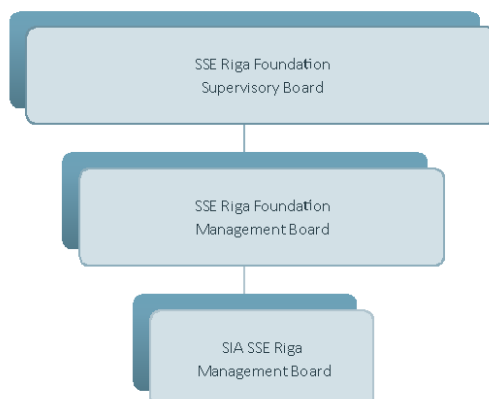 SSE Riga Foundation
Supervisory Board
SSE Riga Foundation
Management Board
SIA SSE Riga
Management Board